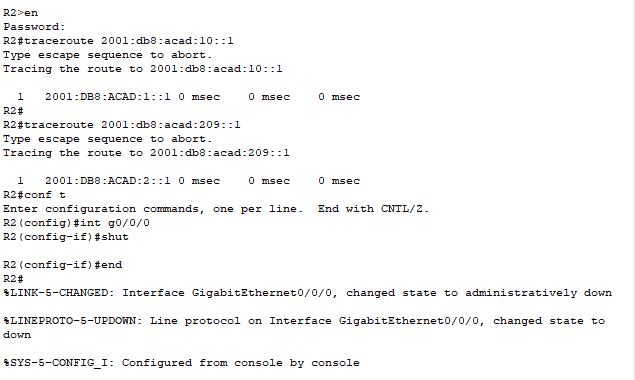 R2>en
Password:
R2#traceroute 2001:db8:acad:10::1
Type escape sequence to abort.
Tracing the route to 2001:db8:acad:10::1
1 2001:DB8:ACAD:1::1 0 msec 0 msec 0 msec
R2#
R2#traceroute 2001:db8:acad:209::1
Type escape sequence to abort.
Tracing the route to 2001:db8:acad:209::1
1 2001:DB8:ACAD:2::1 0 msec 0 msec 0 msec
R2#conf t
Enter configuration commands, one per line. End with CNTL/Z.
R2(config)#int g0/0/0
R2(config-if)#shut
R2(config-if)#end
R2#
%LINK-5-CHANGED: Interface GigabitEthernet0/0/0, changed state to administratively down
%LINEPROTO-5-UPDOWN: Line protocol on Interface GigabitEthernet0/0/0, changed state to
down
%SYS-5-CONFIG_I: Configured from console by console